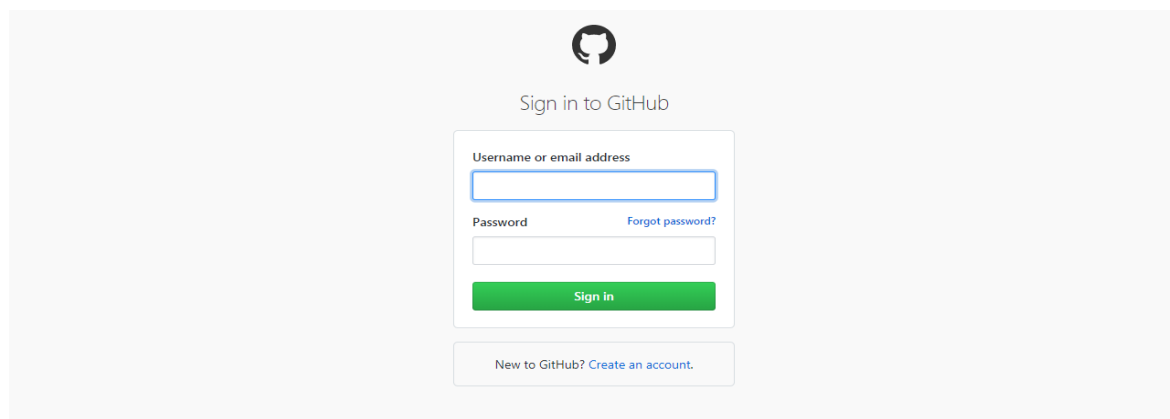 Sign in to GitHub
Username or email address
Password Forgot password?
Sign in
New to GitHub? Create an account.